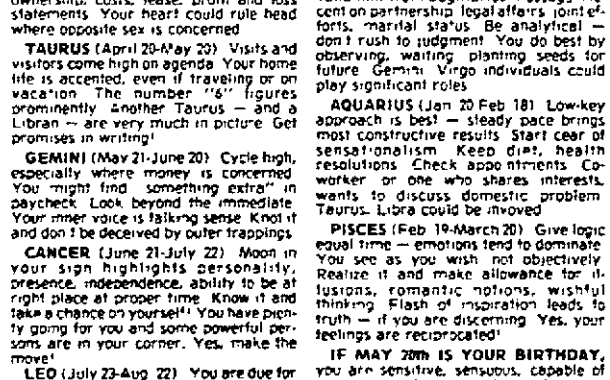 ownership, costs, lease, profit and loss
statements Your heart could rule head
where opposite sex is concerned
TAURUS (April 20-May 20) Visits and
visitors come high on agenda Your home
life is accented, even if traveling or on
vacation The number "6" figures
prominently Another Taurus — and a
Libran — are very much in picture Get
promises in writing!
GEMINI (May 21-June 20) Cycle high,
especially where money is concerned
You might find something extra" in
paycheck Look beyond the immediate
Your inner voice is talking sense Know it
and don't be deceived by outer trappings
CANCER (June 21-July 22) Moon in
your sign highlights personality,
presence, independence, ability to be at
right place at proper time Know it and
take a chance on yourself! You have plen-
ty going for you and some powerful per-
sons are in your corner. Yes, make the
move!
LEO (July 23-Aug 22) You are due for
cent on partnership legal affairs joint ef-
forts, marital status Be analytical —
don't rush to judgment You do best by
observing, waiting planting seeds for
future Gemini Virgo individuals could
play significant roles
AQUARIUS (Jan 20 Feb 18) Low-key
approach is best — steady pace brings
most constructive results Start clear of
sensationalism Keep diet, health
resolutions Check appointments Co-
worker or one who shares interests,
wants to discuss domestic problem
Taurus, Libra could be invoved
PISCES (Feb 19-March 20) Give logic
equal time — emotions tend to dominate
You see as you wish not objectively
Realize it and make allowance for il-
lusions, romantic notions, wishful
thinking Flash of inspiration leads to
truth — if you are discerning Yes, your
feelings are reciprocated!
IF MAY 20th IS YOUR BIRTHDAY,
you are sensitive, sensuous, capable of